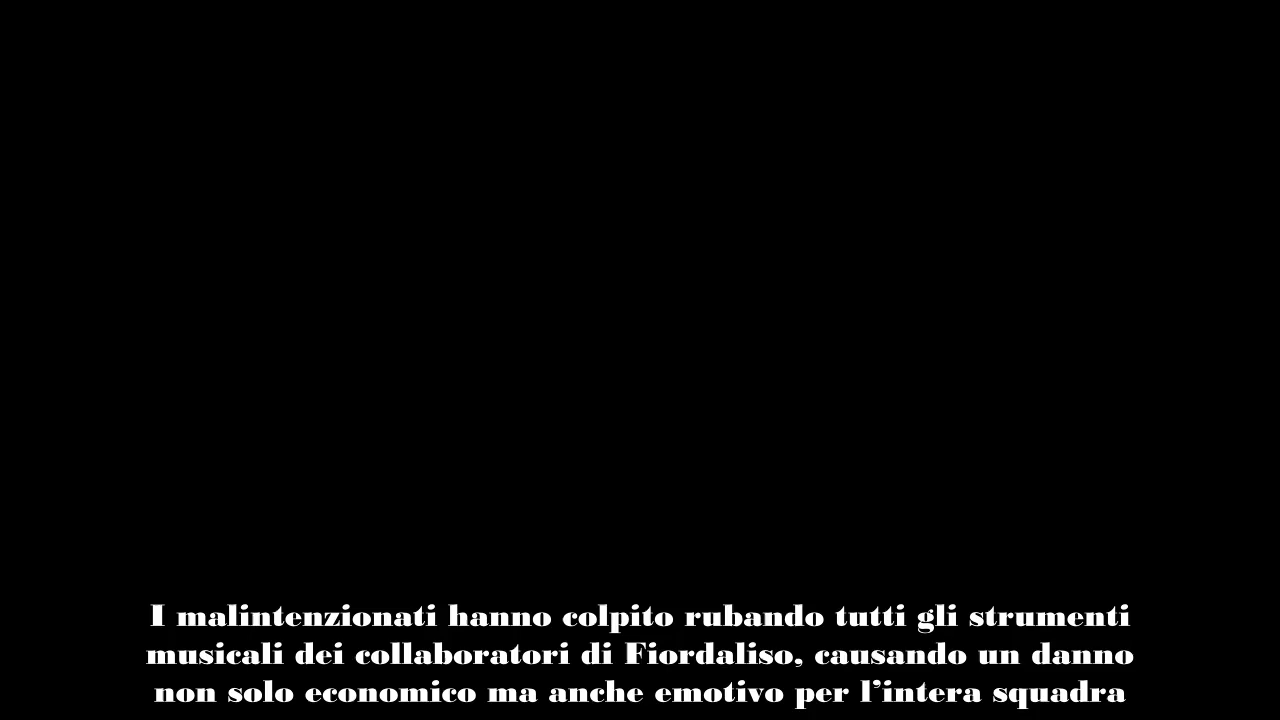 I malintenzionati hanno colpito rubando tutti gli strumenti
musicali dei collaboratori di Fiordaliso, causando un danno
non solo economico ma anche emotivo per l’intera squadra